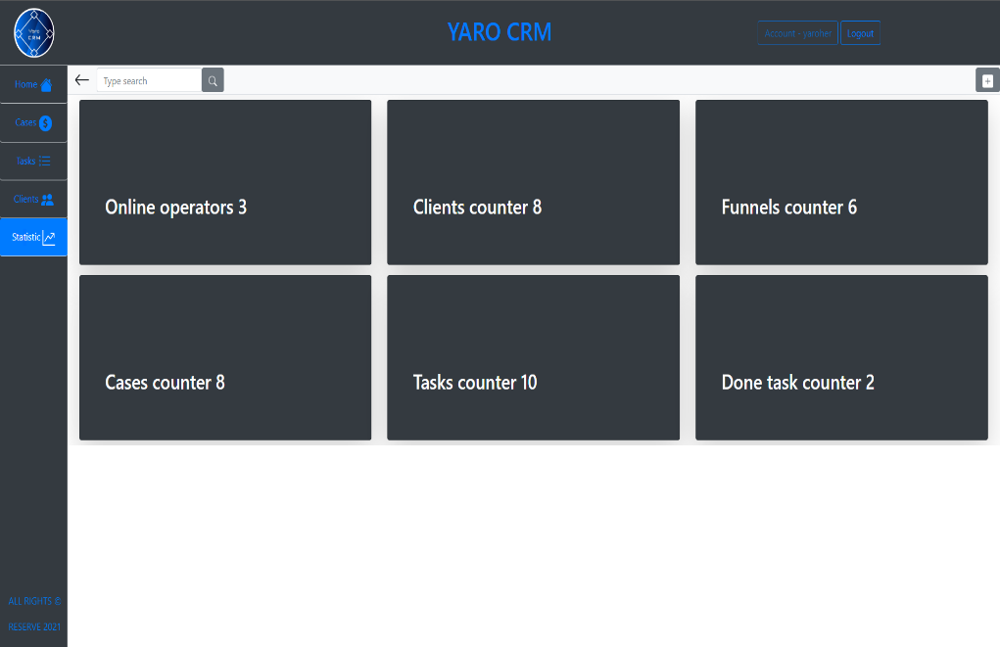 Yaro
CRM
YARO CRM
Account - yaroher
Logout
Home
Type search
Cases
Tasks
Clients
Statistic
Online operators 3
Clients counter 8
Funnels counter 6
Cases counter 8
Tasks counter 10
Done task counter 2
ALL RIGHTS ©
RESERVE 2021